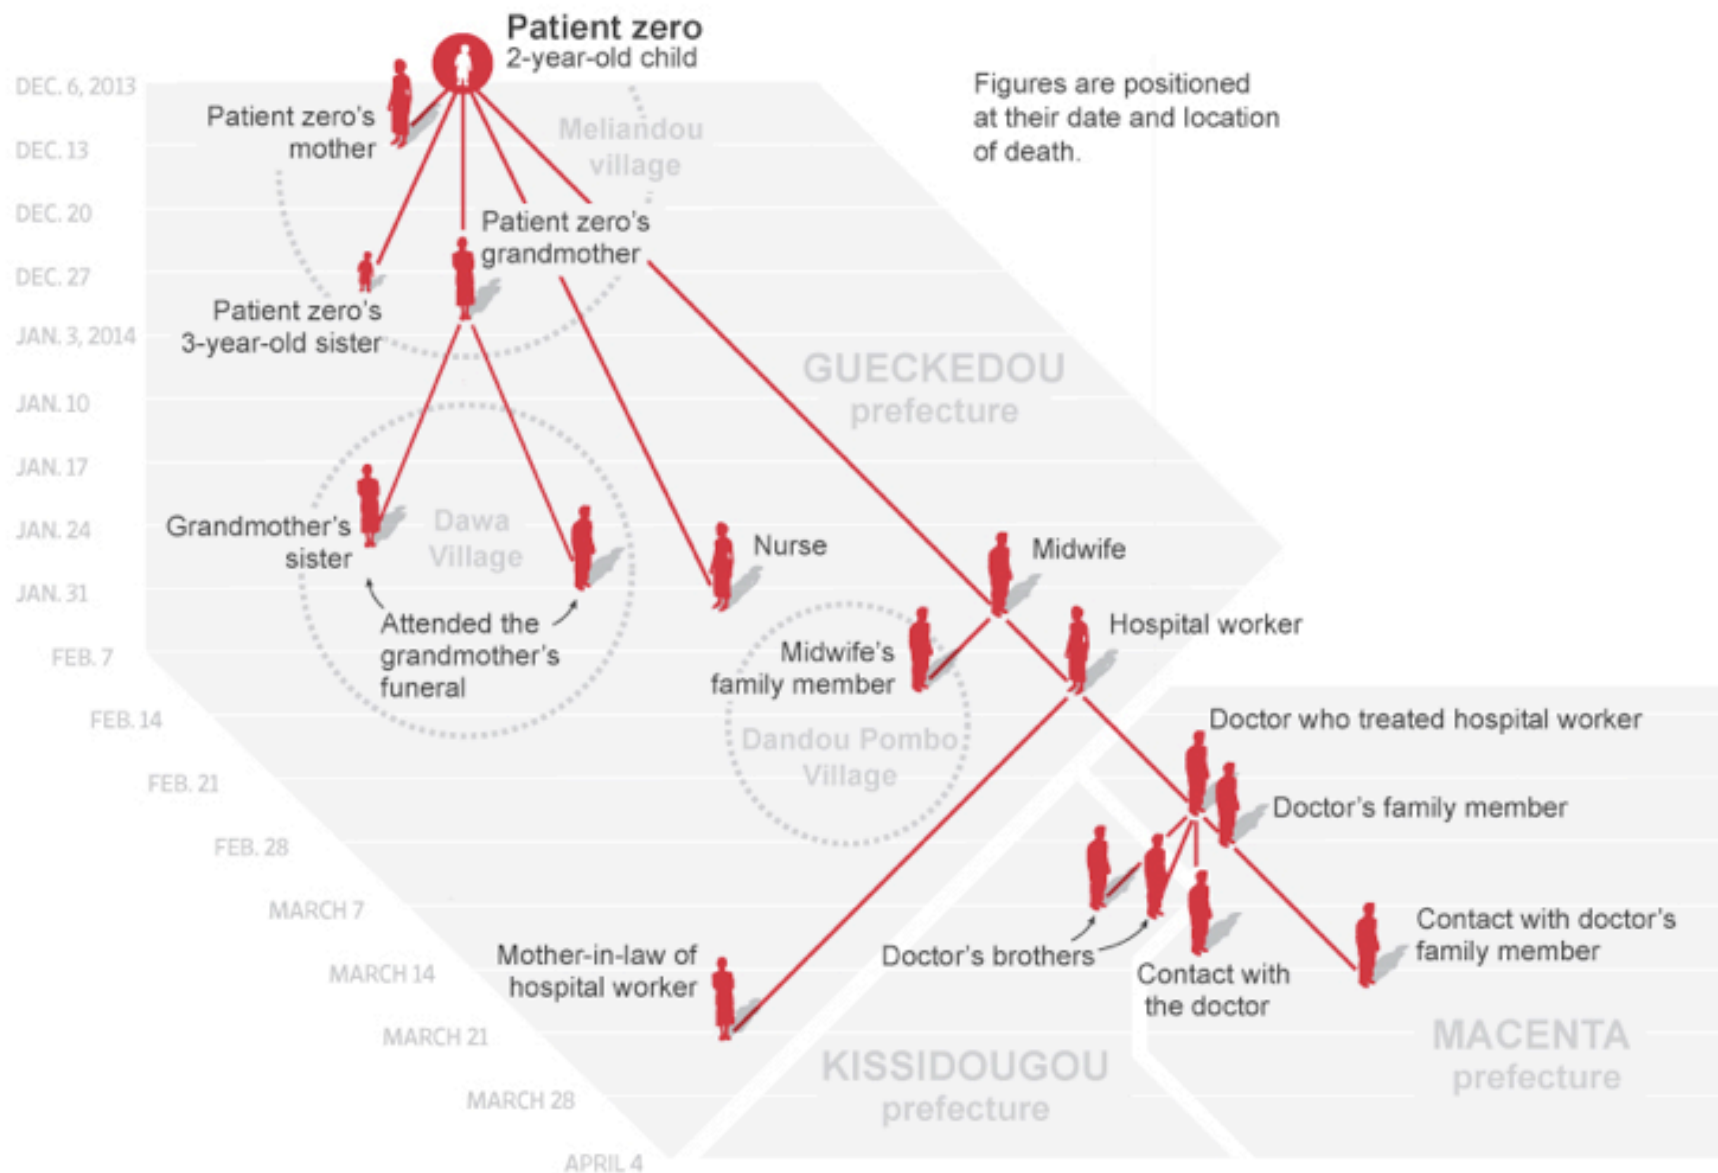 Patient zero
2-year-old child
DEC. 6, 2013
Figures are positioned
at their date and location
of death.
Patient zero's
mother
Meliandou
village
DEC. 13
DEC. 20
Patient zero's
grandmother
DEC. 27
Patient zero's
3-year-old sister
JAN. 3, 2014
GUECKEDOU
prefecture
JAN. 10
JAN. 17
JAN. 24
Grandmother's
sister
Dawa
Village
Nurse
Midwife
JAN. 31
Attended the
grandmother's
funeral
Hospital worker
Midwife's
family member
FEB. 7
FEB. 14
Doctor who treated hospital worker
Dandou Pombo
Village
FEB. 21
Doctor's family member
FEB. 28
MARCH 7
Contact with doctor's
family member
Mother-in-law of
hospital worker
Doctor's brothers
Contact with
the doctor
MARCH 14
MARCH 21
MACENTA
prefecture
KISSIDOUGOU
prefecture
MARCH 28
APRIL 4